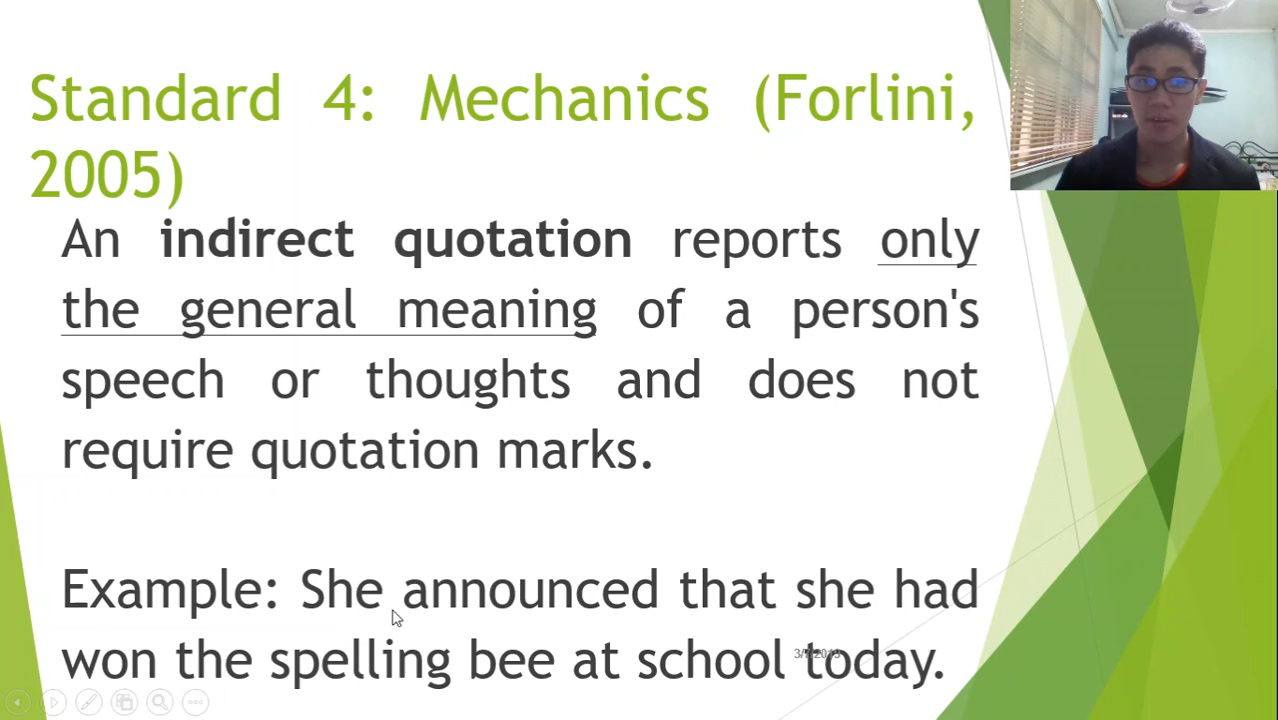 Standard 4: Mechanics (Forlini,
2005)
An indirect quotation reports only
the general meaning of a person's
speech or thoughts and does not
require quotation marks.
Example: She announced that she had
won the spelling bee at school today.